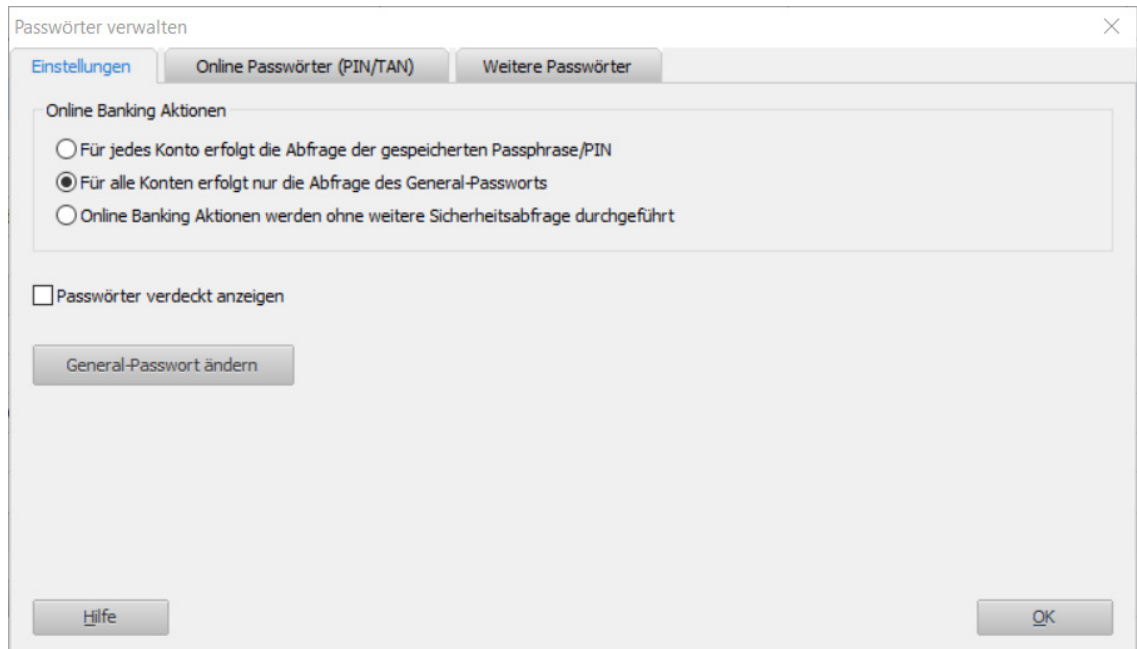 Passwörter verwalten
Einstellungen
Online Passwörter (PIN/TAN)
Weitere Passwörter
Online Banking Aktionen
Für jedes Konto erfolgt die Abfrage der gespeicherten Passphrase/PIN
Für alle Konten erfolgt nur die Abfrage des General-Passworts
Online Banking Aktionen werden ohne weitere Sicherheitsabfrage durchgeführt
Passwörter verdeckt anzeigen
General-Passwort ändern
Hilfe
OK